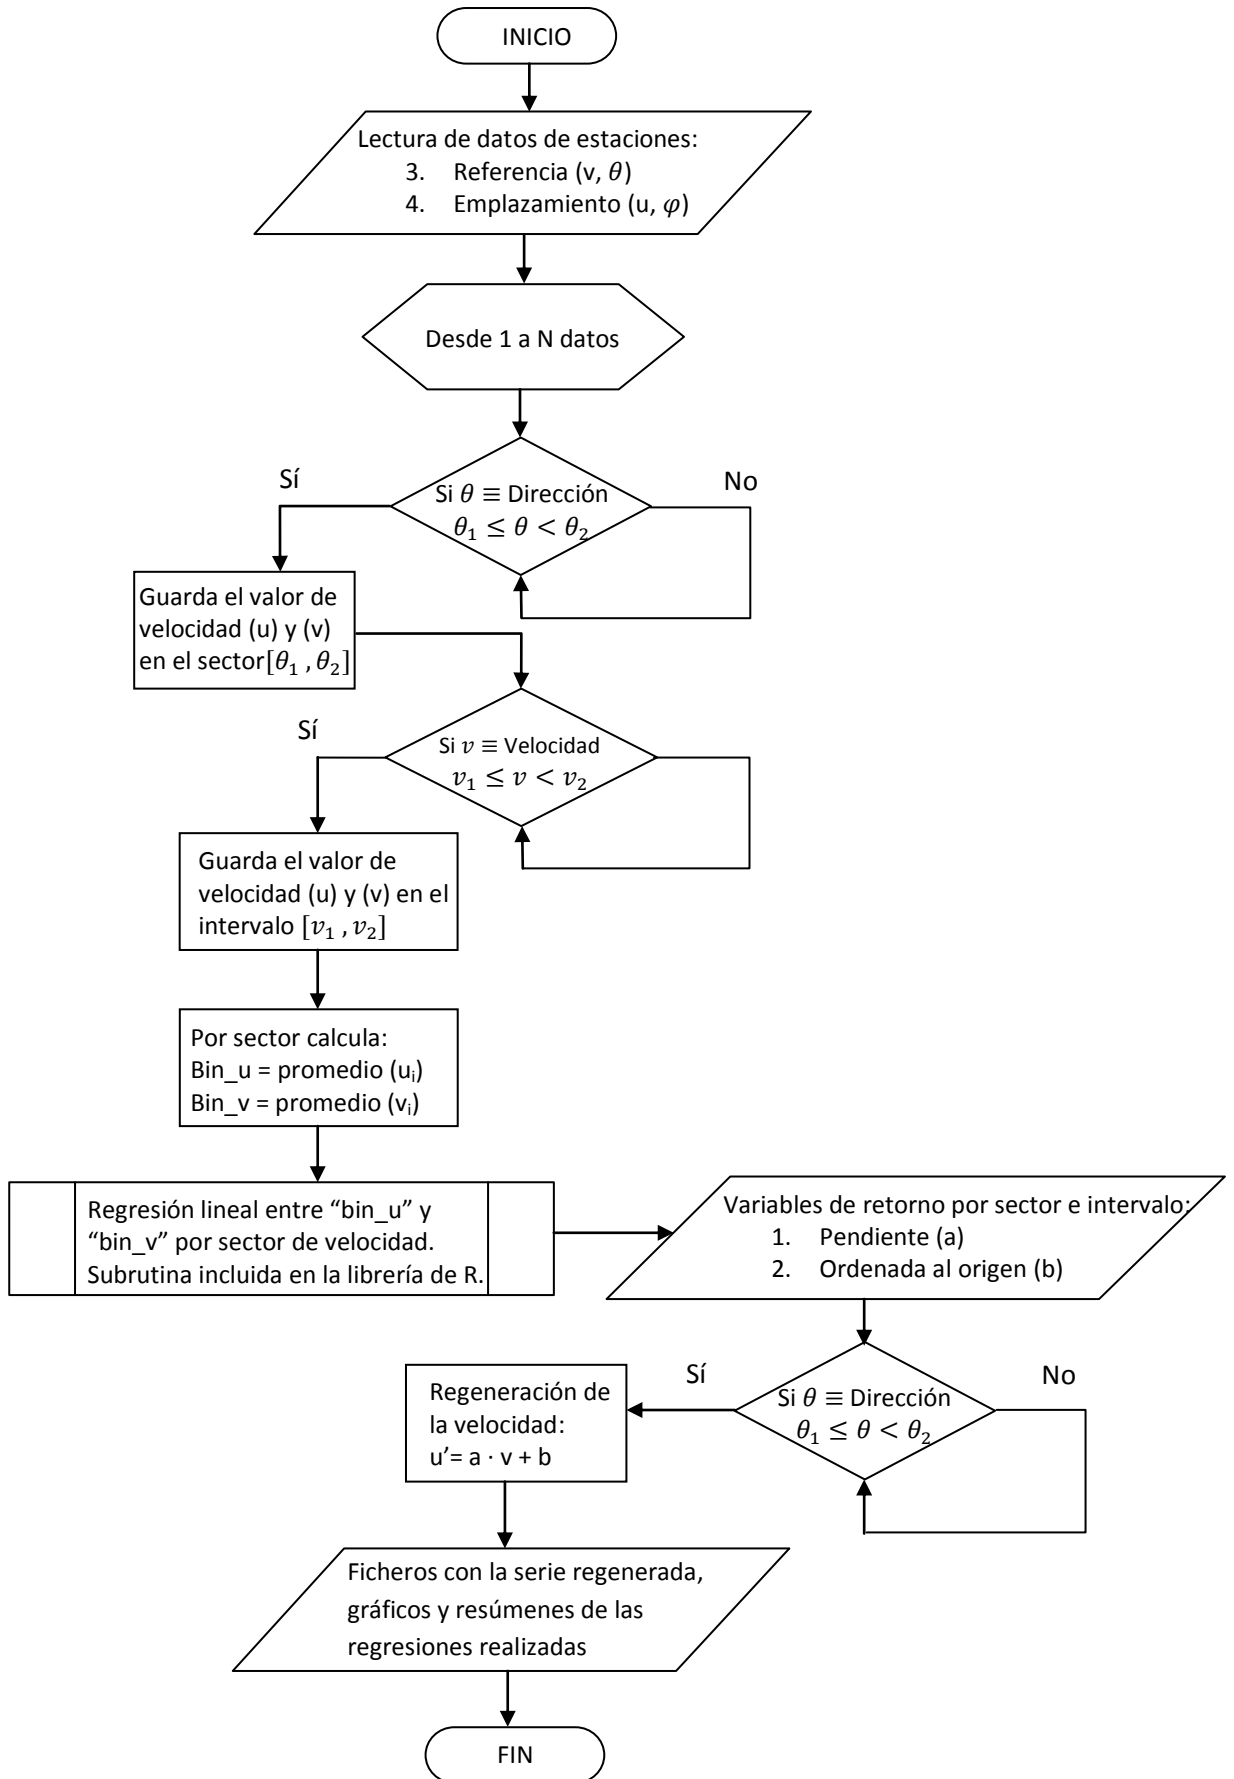 INICIO
Lectura de datos de estaciones:
3. Referencia (v, θ)
4. Emplazamiento (u, φ)
Desde 1 a N datos
Sí
No
Si θ ≡ Dirección
θ₁ ≤ θ < θ₂
Guarda el valor de
velocidad (u) y (v)
en el sector[θ₁ , θ₂]
Sí
Si v ≡ Velocidad
v₁ ≤ v < v₂
Guarda el valor de
velocidad (u) y (v) en el
intervalo [v₁ , v₂]
Por sector calcula:
Bin_u = promedio (uᵢ)
Bin_v = promedio (vᵢ)
Regresión lineal entre “bin_u” y
“bin_v” por sector de velocidad.
Subrutina incluida en la librería de R.
Variables de retorno por sector e intervalo:
1. Pendiente (a)
2. Ordenada al origen (b)
Sí
No
Si θ ≡ Dirección
θ₁ ≤ θ < θ₂
Regeneración de
la velocidad:
u’= a · v + b
Ficheros con la serie regenerada,
gráficos y resúmenes de las
regresiones realizadas
FIN